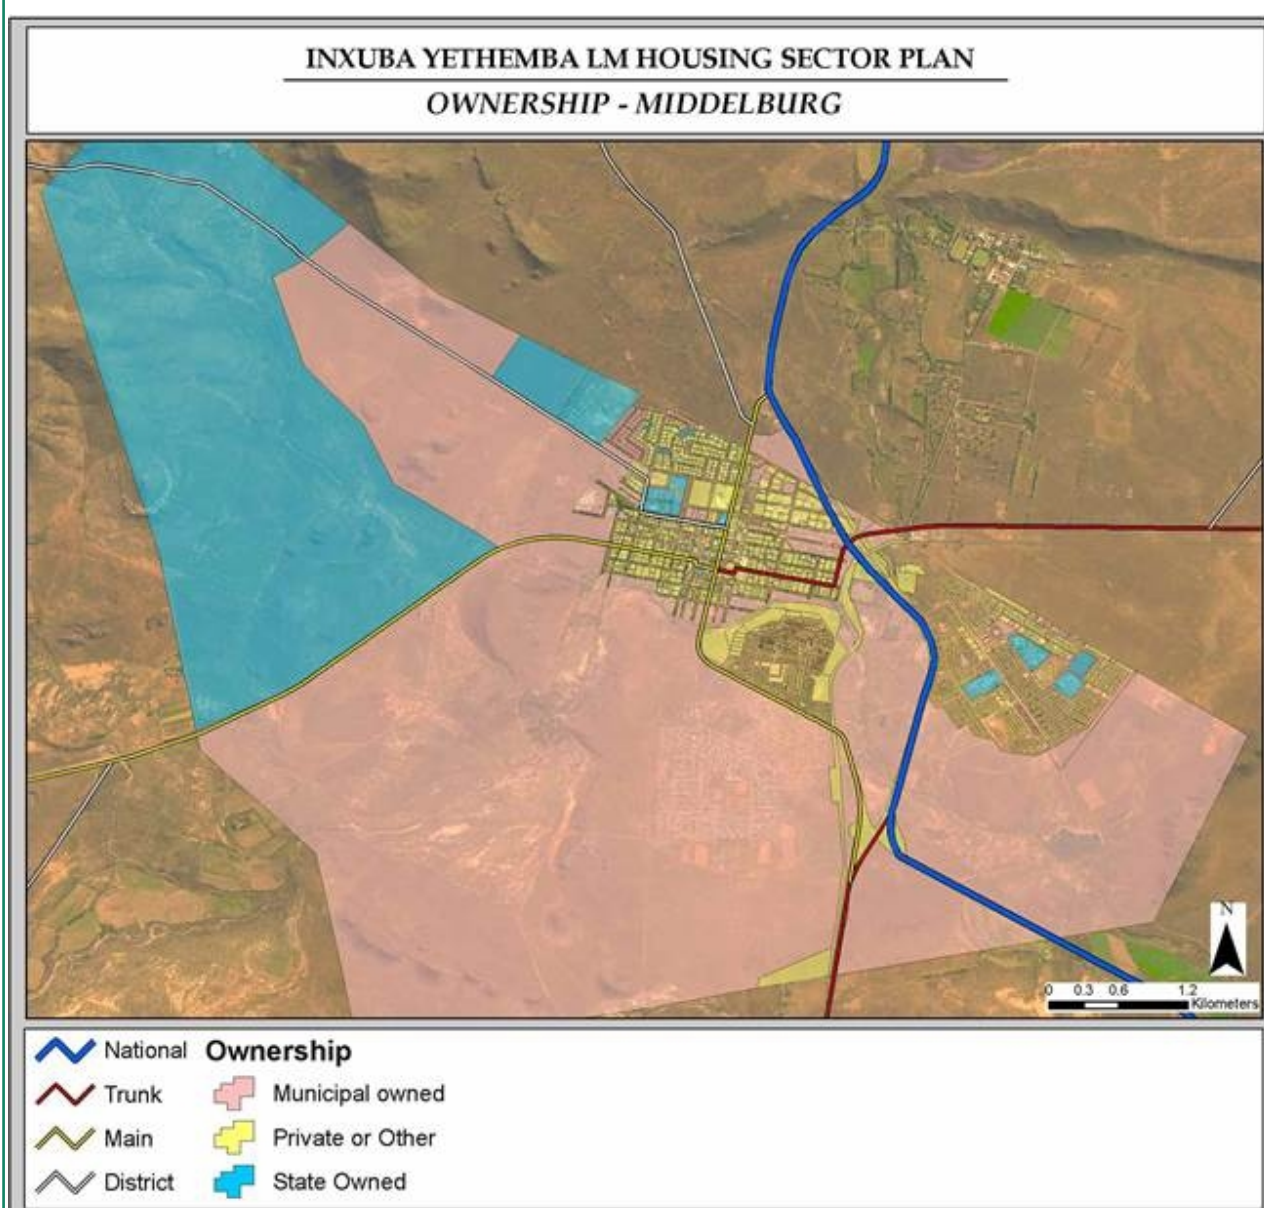 INXUBA YETHEMBA LM HOUSING SECTOR PLAN
OWNERSHIP - MIDDELBURG
N
0 0.3 0.6 1.2
Kilometers
National Ownership
Trunk Municipal owned
Main Private or Other
District State Owned